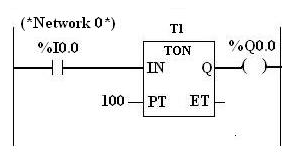 (*Network 0*)
T1
%I0.0
TON
%Q0.0
IN
Q
100
PT
ET